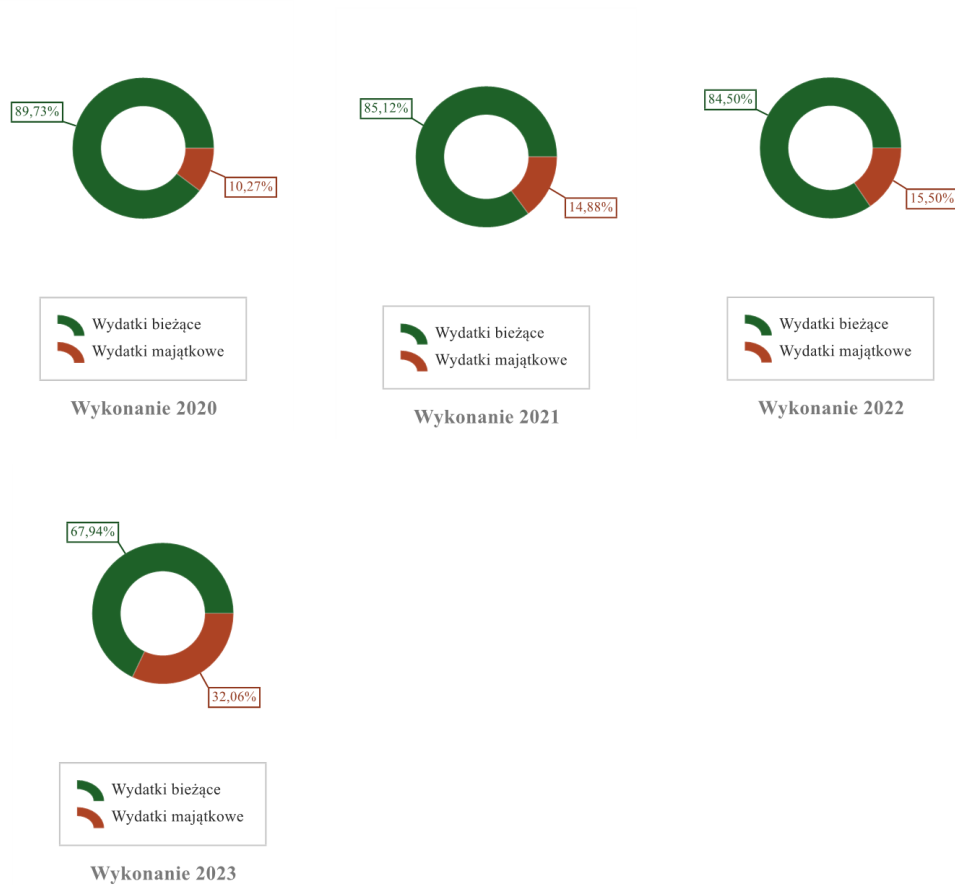 89,73%
10,27%
Wydatki bieżące
Wydatki majątkowe
Wykonanie 2020
85,12%
14,88%
Wydatki bieżące
Wydatki majątkowe
Wykonanie 2021
84,50%
15,50%
Wydatki bieżące
Wydatki majątkowe
Wykonanie 2022
67,94%
32,06%
Wydatki bieżące
Wydatki majątkowe
Wykonanie 2023